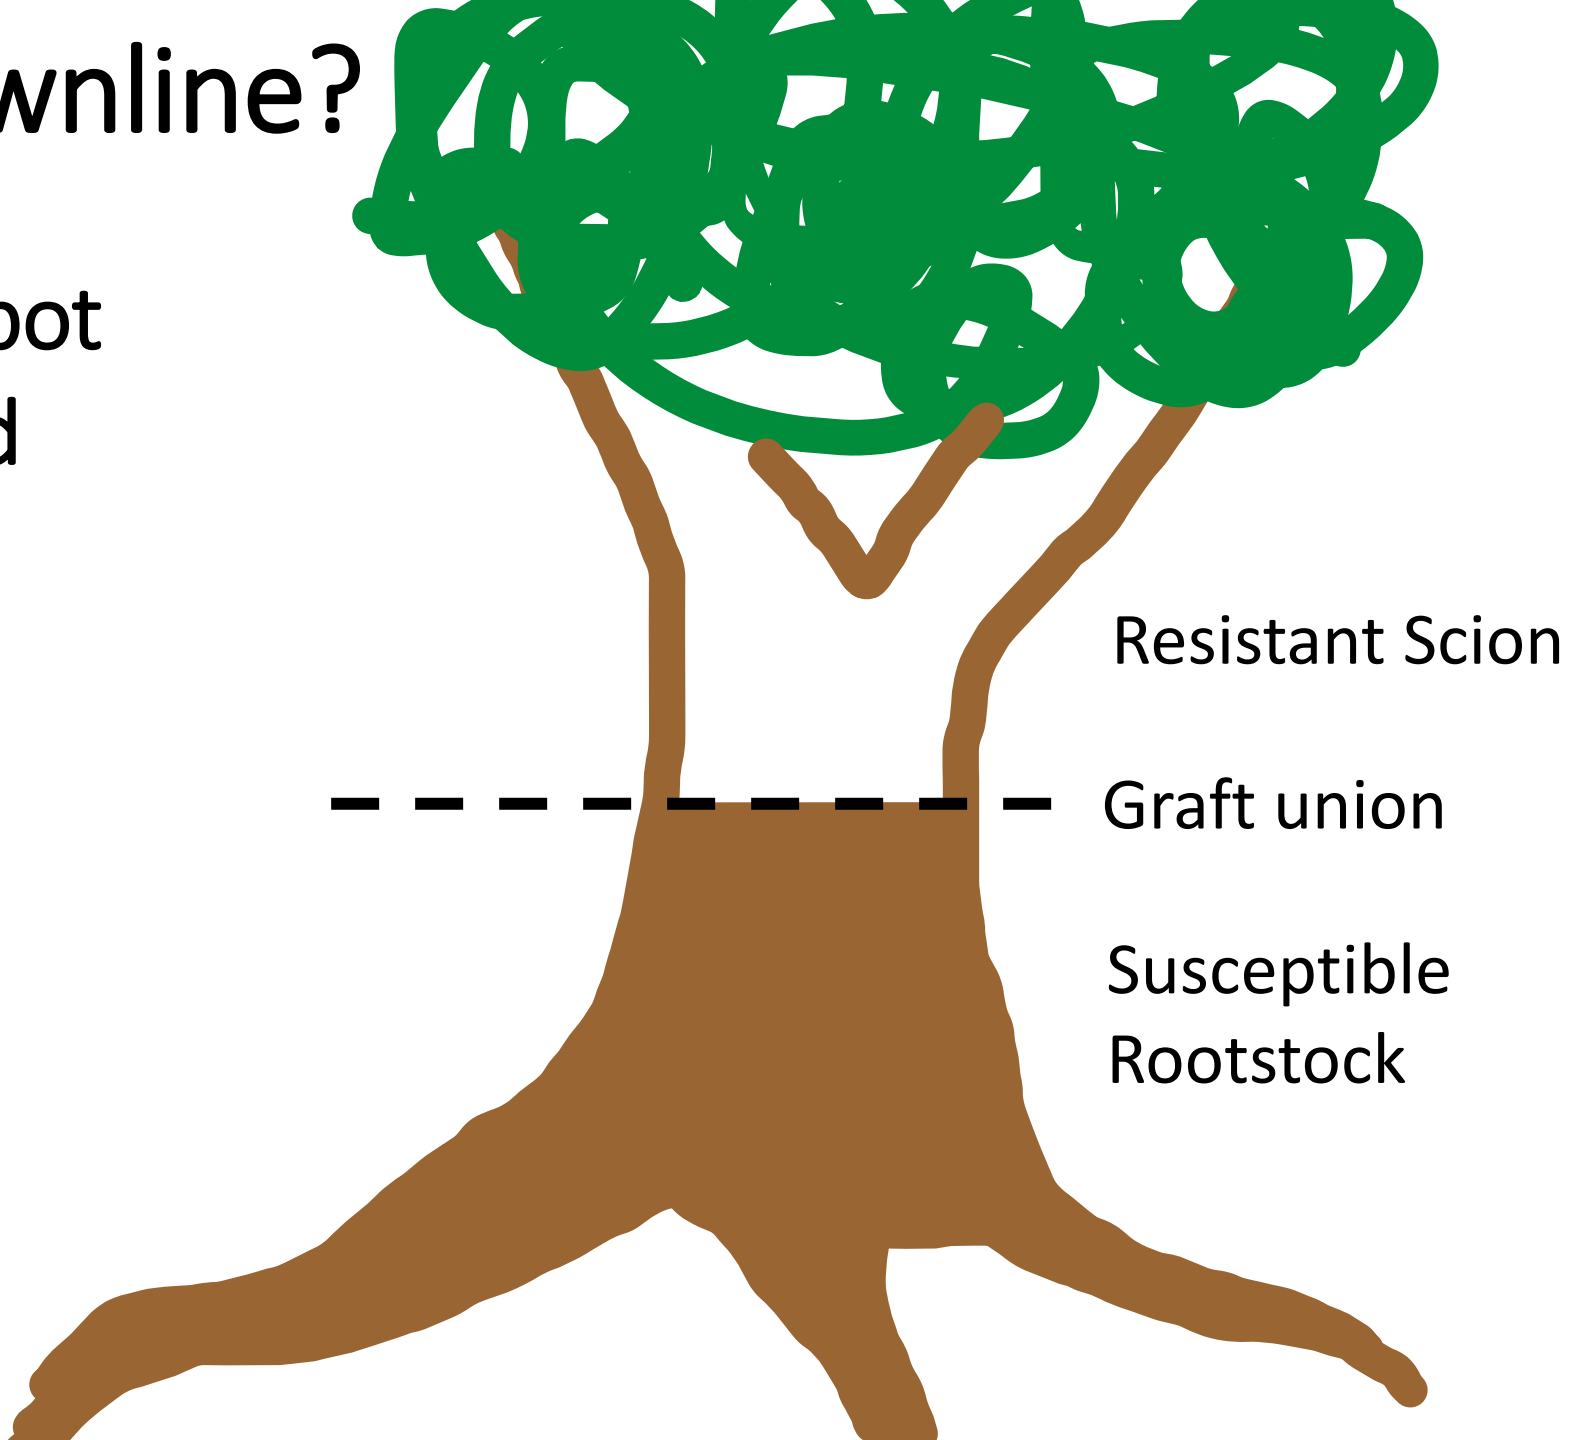 wnline?
oot
d
Resistant Scion
Graft union
Susceptible
Rootstock